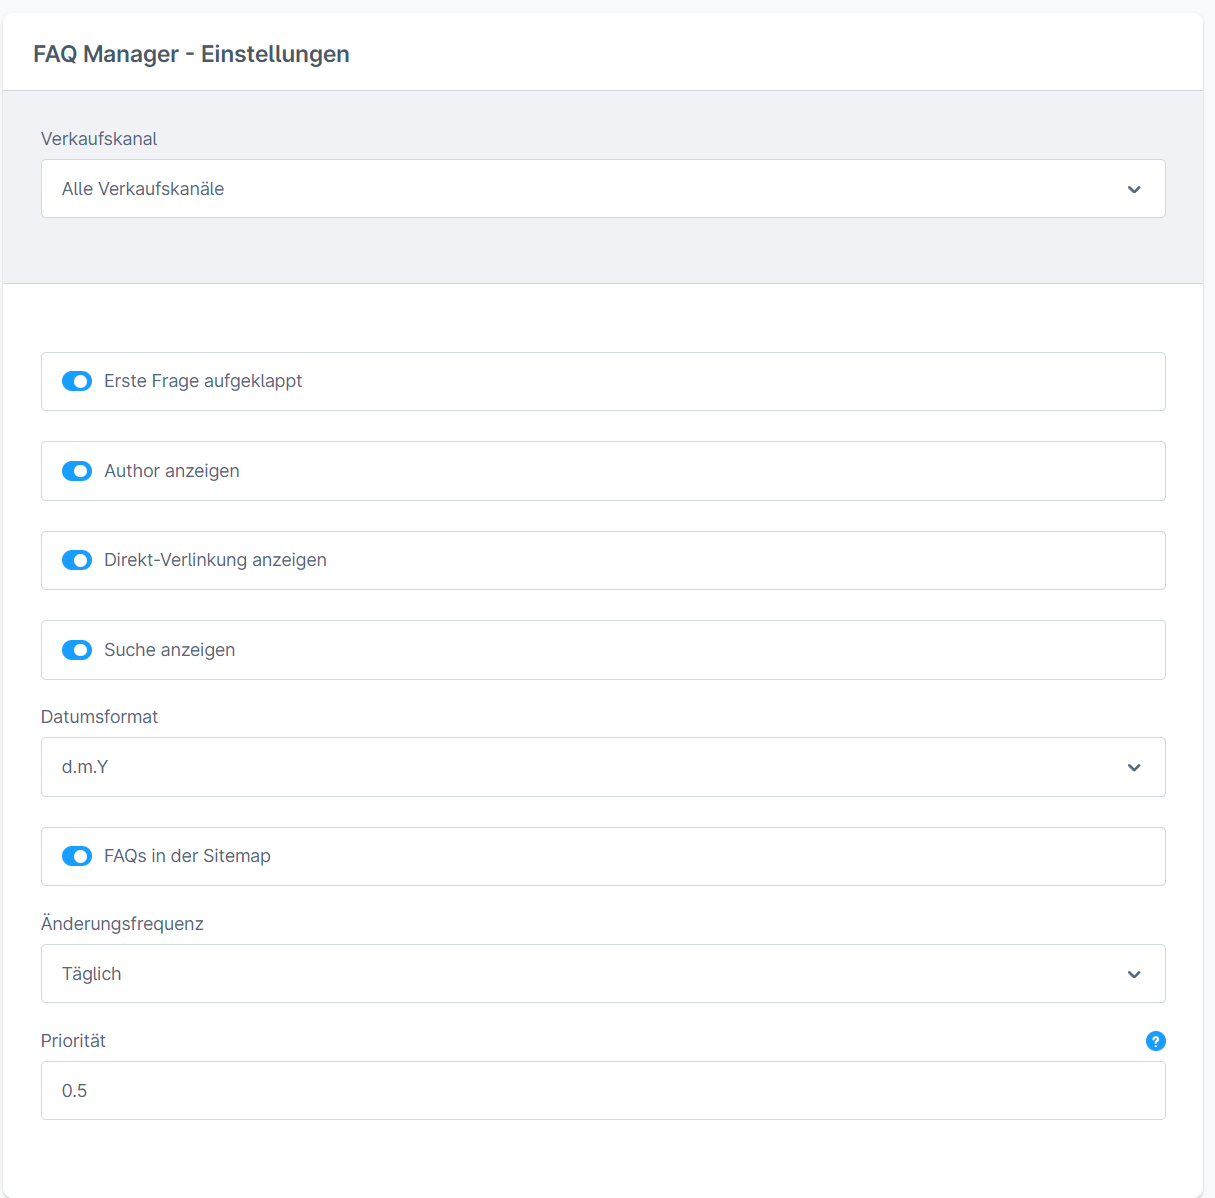 FAQ Manager - Einstellungen
Verkaufskanal
Alle Verkaufskanäle
Erste Frage aufgeklappt
Author anzeigen
Direkt-Verlinkung anzeigen
Suche anzeigen
Datumsformat
d.m.Y
FAQs in der Sitemap
Änderungsfrequenz
Täglich
Priorität
?
0.5